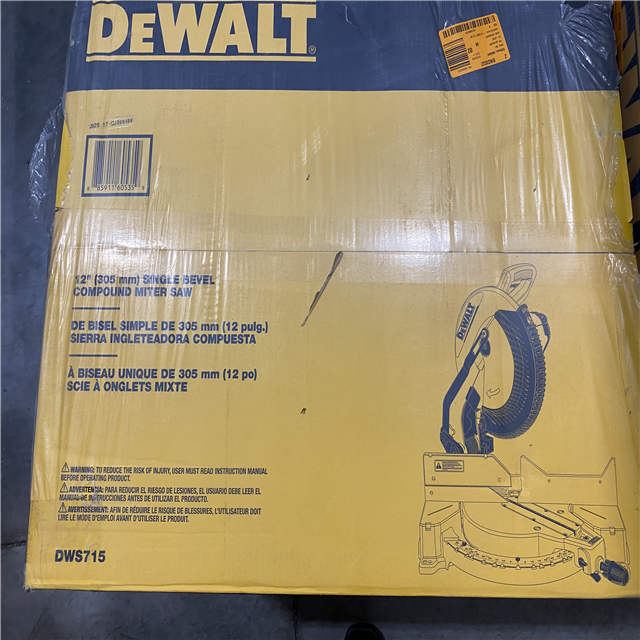 DEWALT®
8 85911 60535 9
12" (305 mm) SINGLE BEVEL
COMPOUND MITER SAW
DE BISEL SIMPLE DE 305 mm (12 pulg.)
SIERRA INGLETEADORA COMPUESTA
À BISEAU UNIQUE DE 305 mm (12 po)
SCIE À ONGLETS MIXTE
DEWALT
WARNING: TO REDUCE THE RISK OF INJURY, USER MUST READ INSTRUCTION MANUAL
BEFORE OPERATING PRODUCT.
ADVERTENCIA: PARA REDUCIR EL RIESGO DE LESIONES, EL USUARIO DEBE LEER EL
MANUAL DE INSTRUCCIONES ANTES DE UTILIZAR EL PRODUCTO.
AVERTISSEMENT: AFIN DE RÉDUIRE LE RISQUE DE BLESSURES, L'UTILISATEUR DOIT
LIRE LE MODE D'EMPLOI AVANT D'UTILISER LE PRODUIT.
DWS715